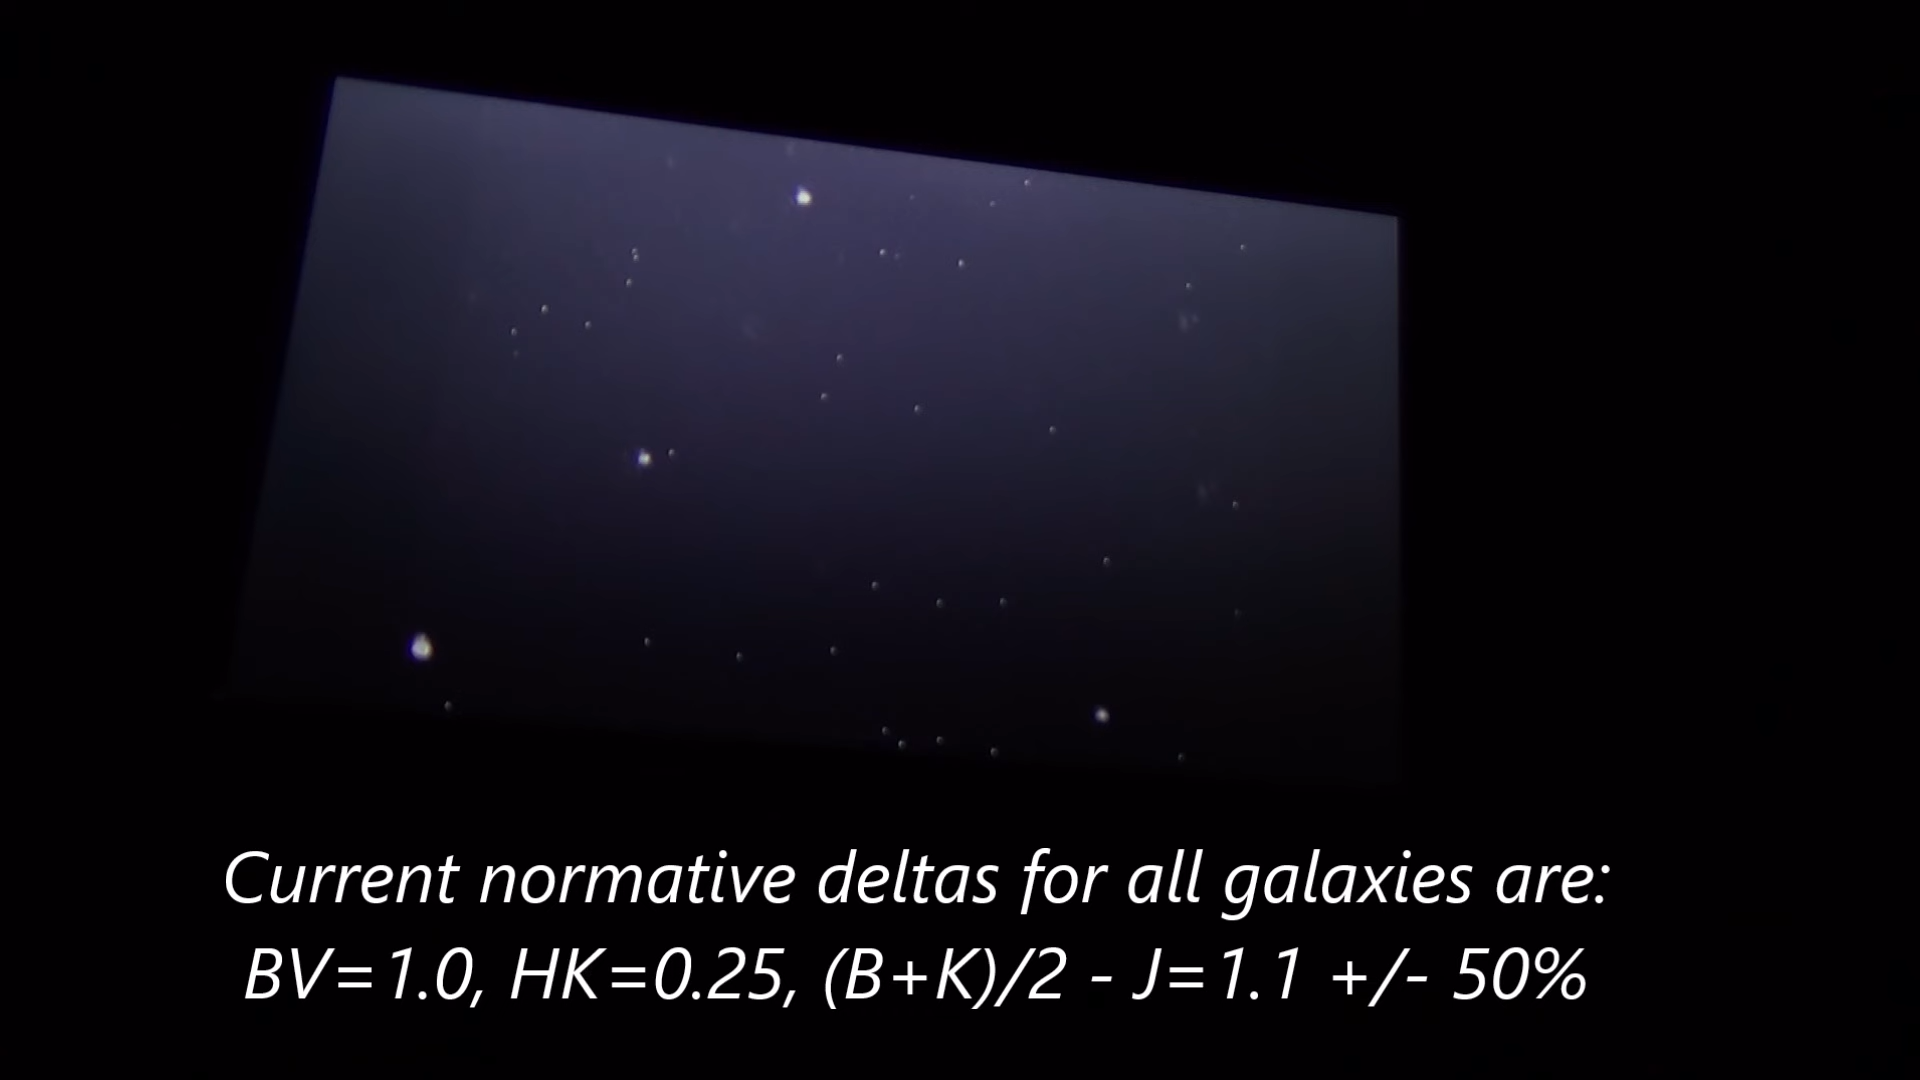 Current normative deltas for all galaxies are:
BV=1.0, HK=0.25, (B+K)/2 - J=1.1 +/- 50%